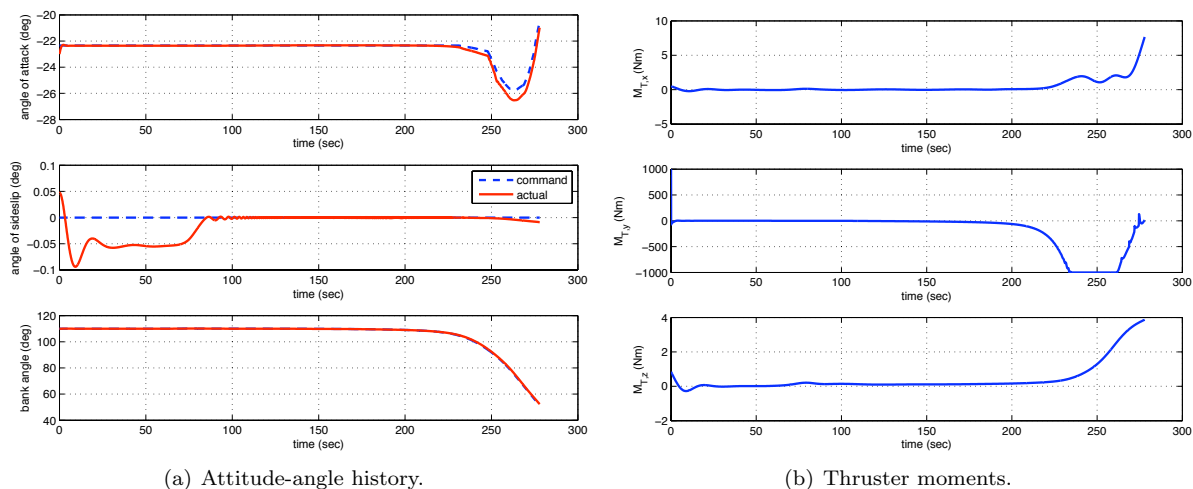 −20
−22
−24
−26
−28
angle of attack (deg)
0 50 100 150 200 250 300
time (sec)
0.1
0.05
0
−0.05
−0.1
angle of sideslip (deg)
command
actual
0 50 100 150 200 250 300
time (sec)
120
100
80
60
40
bank angle (deg)
0 50 100 150 200 250 300
time (sec)
(a) Attitude-angle history.
10
5
0
−5
M_T,x (Nm)
0 50 100 150 200 250 300
time (sec)
1000
500
0
−500
−1000
M_T,y (Nm)
0 50 100 150 200 250 300
time (sec)
4
2
0
−2
M_T,z (Nm)
0 50 100 150 200 250 300
time (sec)
(b) Thruster moments.